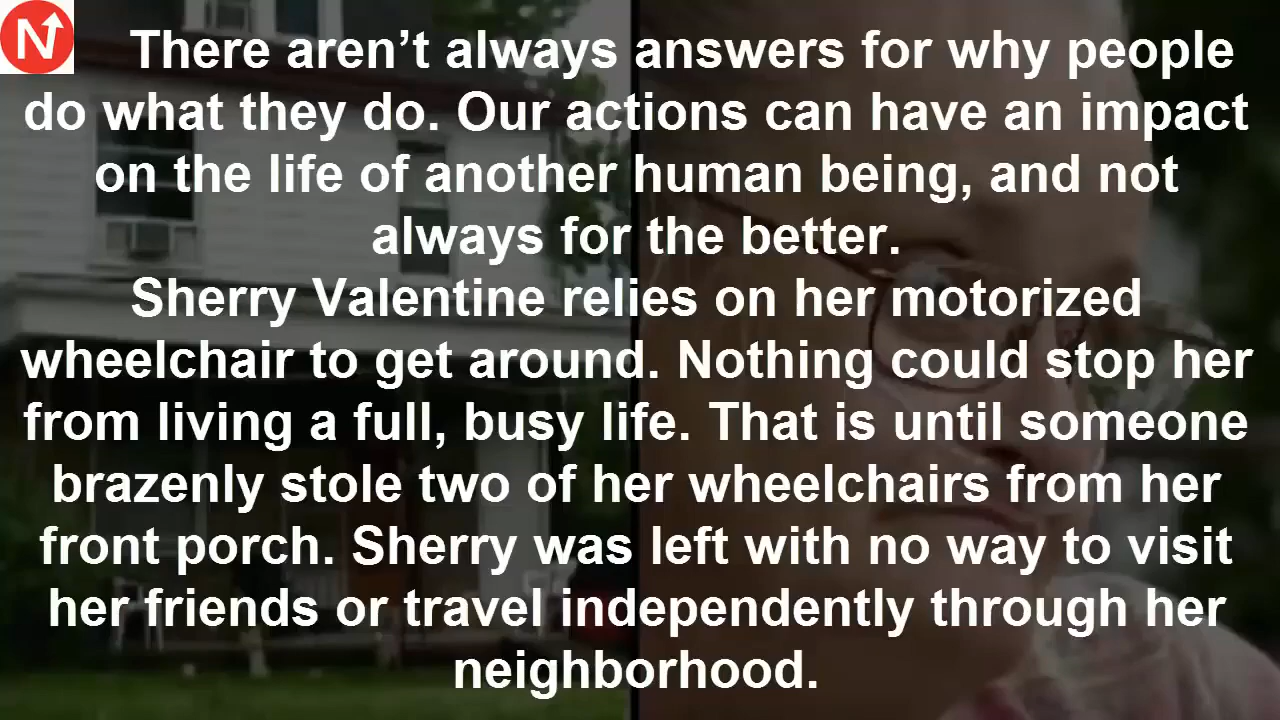 N
There aren’t always answers for why people
do what they do. Our actions can have an impact
on the life of another human being, and not
always for the better.
Sherry Valentine relies on her motorized
wheelchair to get around. Nothing could stop her
from living a full, busy life. That is until someone
brazenly stole two of her wheelchairs from her
front porch. Sherry was left with no way to visit
her friends or travel independently through her
neighborhood.